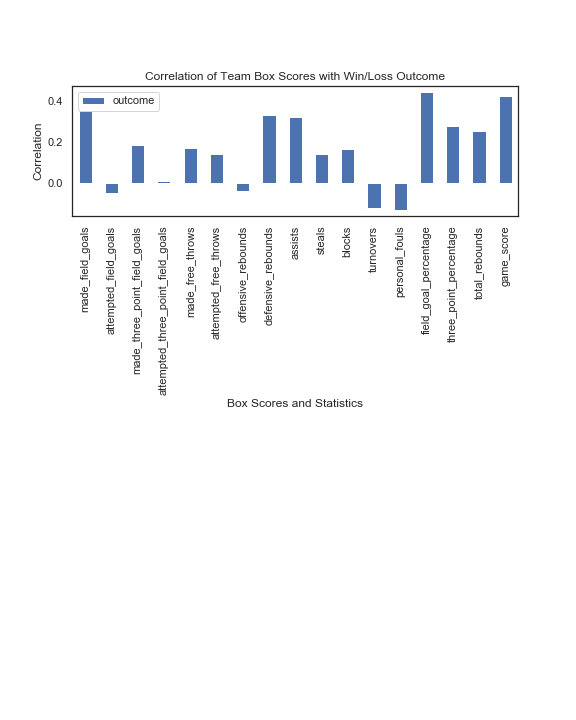 Correlation of Team Box Scores with Win/Loss Outcome
outcome
Correlation
0.4
0.2
0.0
made_field_goals
attempted_field_goals
made_three_point_field_goals
attempted_three_point_field_goals
made_free_throws
attempted_free_throws
offensive_rebounds
defensive_rebounds
assists
steals
blocks
turnovers
personal_fouls
field_goal_percentage
three_point_percentage
total_rebounds
game_score
Box Scores and Statistics